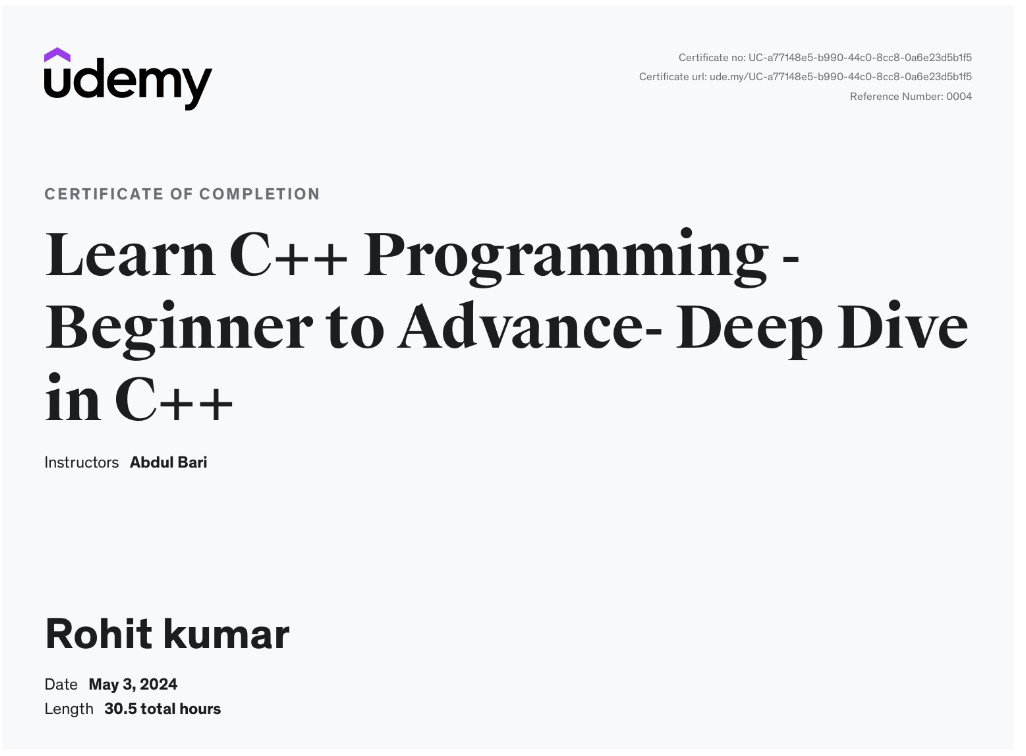 udemy
Certificate no: UC-a77148e5-b990-44c0-8cc8-0a6e23d5b1f5
Certificate url: ude.my/UC-a77148e5-b990-44c0-8cc8-0a6e23d5b1f5
Reference Number: 0004
CERTIFICATE OF COMPLETION
Learn C++ Programming -
Beginner to Advance- Deep Dive
in C++
Instructors Abdul Bari
Rohit kumar
Date May 3, 2024
Length 30.5 total hours